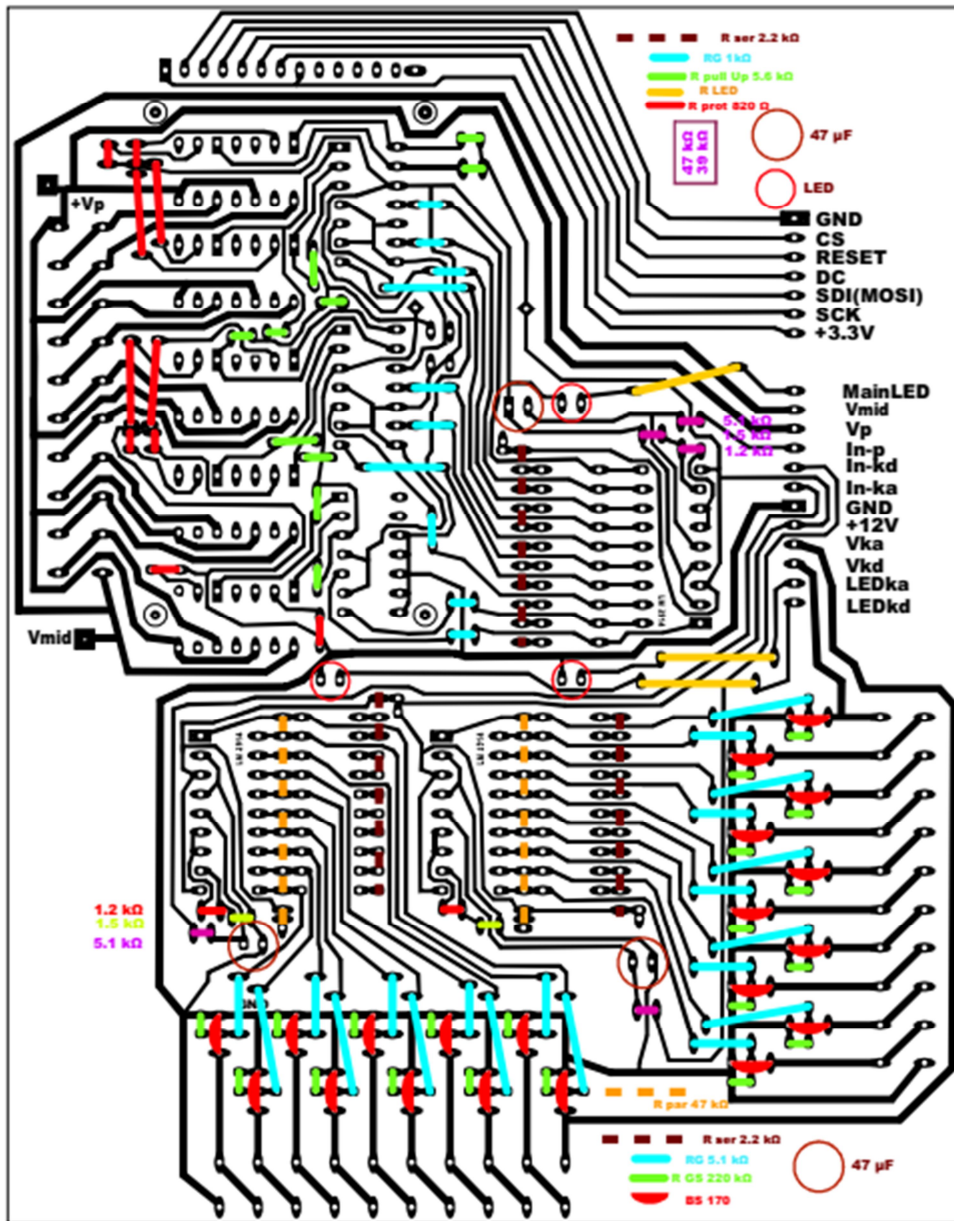 R ser 2.2 kΩ
RG 1kΩ
R pull Up 5.6 kΩ
R LED
R prot 820 Ω
47 kΩ
39 kΩ
47 µF
LED
+Vp
GND
CS
RESET
DC
SDI(MOSI)
SCK
+3.3V
MainLED
Vmid
Vp
In-p
In-kd
In-ka
GND
+12V
Vka
Vkd
LEDka
LEDkd
5.1 kΩ
1.5 kΩ
1.2 kΩ
Vmid
1.2 kΩ
1.5 kΩ
5.1 kΩ
R par 47 kΩ
R ser 2.2 kΩ
RG 5.1 kΩ
R GS 220 kΩ
BS 170
47 µF